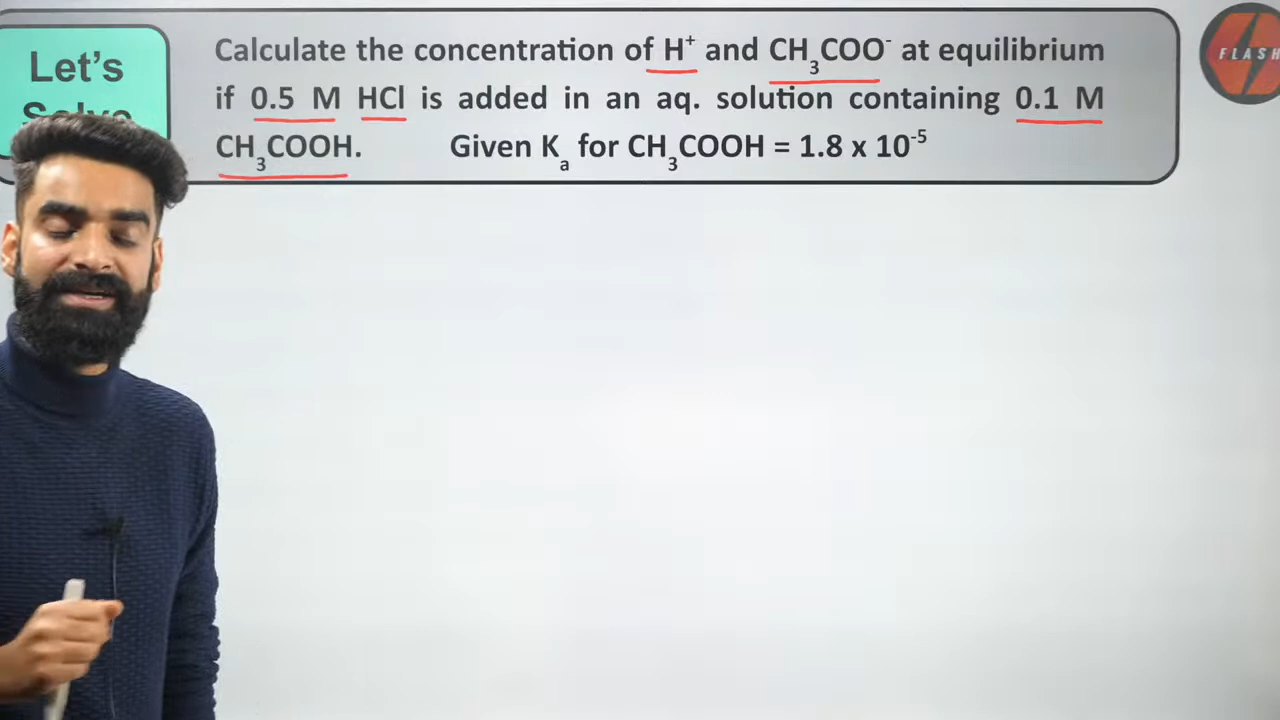 Let's
Solve
Calculate the concentration of H⁺ and CH₃COO⁻ at equilibrium
if 0.5 M HCl is added in an aq. solution containing 0.1 M
CH₃COOH. Given Kₐ for CH₃COOH = 1.8 x 10⁻⁵
FLASH